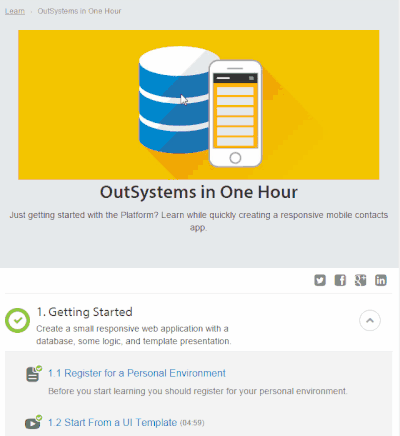 Learn › OutSystems in One Hour
OutSystems in One Hour
Just getting started with the Platform? Learn while quickly creating a responsive mobile contacts
app.
1. Getting Started
Create a small responsive web application with a
database, some logic, and template presentation.
1.1 Register for a Personal Environment
Before you start learning you should register for your personal environment.
1.2 Start From a UI Template (04:59)